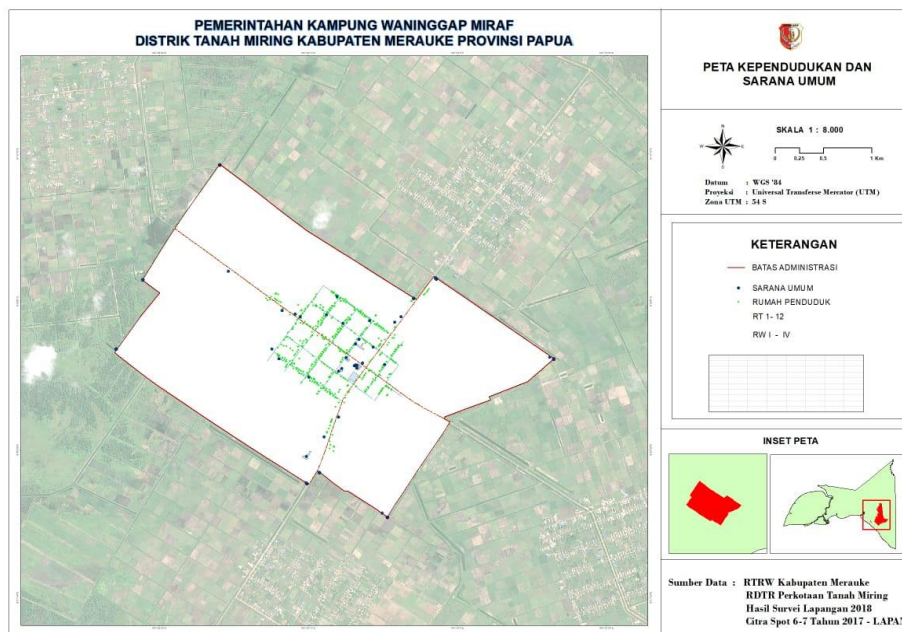 PEMERINTAHAN KAMPUNG WANINGGAP MIRAF
DISTRIK TANAH MIRING KABUPATEN MERAUKE PROVINSI PAPUA
PETA KEPENDUDUKAN DAN
SARANA UMUM
SKALA 1 : 8.000
N
W
E
S
0 0,25 0,5 1 Km
Datum : WGS '84
Proyeksi : Universal Transferse Mercator (UTM)
Zona UTM : 54 S
KETERANGAN
BATAS ADMINISTRASI
SARANA UMUM
RUMAH PENDUDUK
RT 1- 12
RW I - IV
INSET PETA
Sumber Data : RTRW Kabupaten Merauke
RDTR Perkotaan Tanah Miring
Hasil Survei Lapangan 2018
Citra Spot 6-7 Tahun 2017 - LAPAN